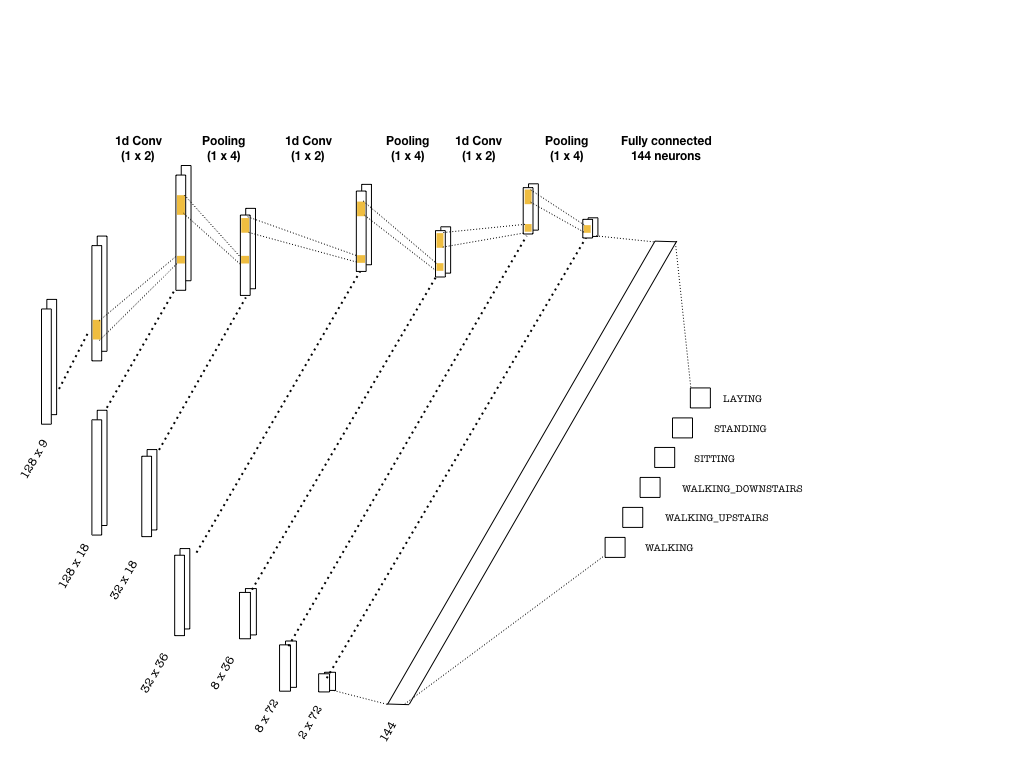 1d Conv
(1 x 2)
Pooling
(1 x 4)
1d Conv
(1 x 2)
Pooling
(1 x 4)
1d Conv
(1 x 2)
Pooling
(1 x 4)
Fully connected
144 neurons
LAYING
STANDING
SITTING
WALKING_DOWNSTAIRS
WALKING_UPSTAIRS
WALKING
128 x 9
128 x 18
32 x 18
32 x 36
8 x 36
8 x 72
2 x 72
144